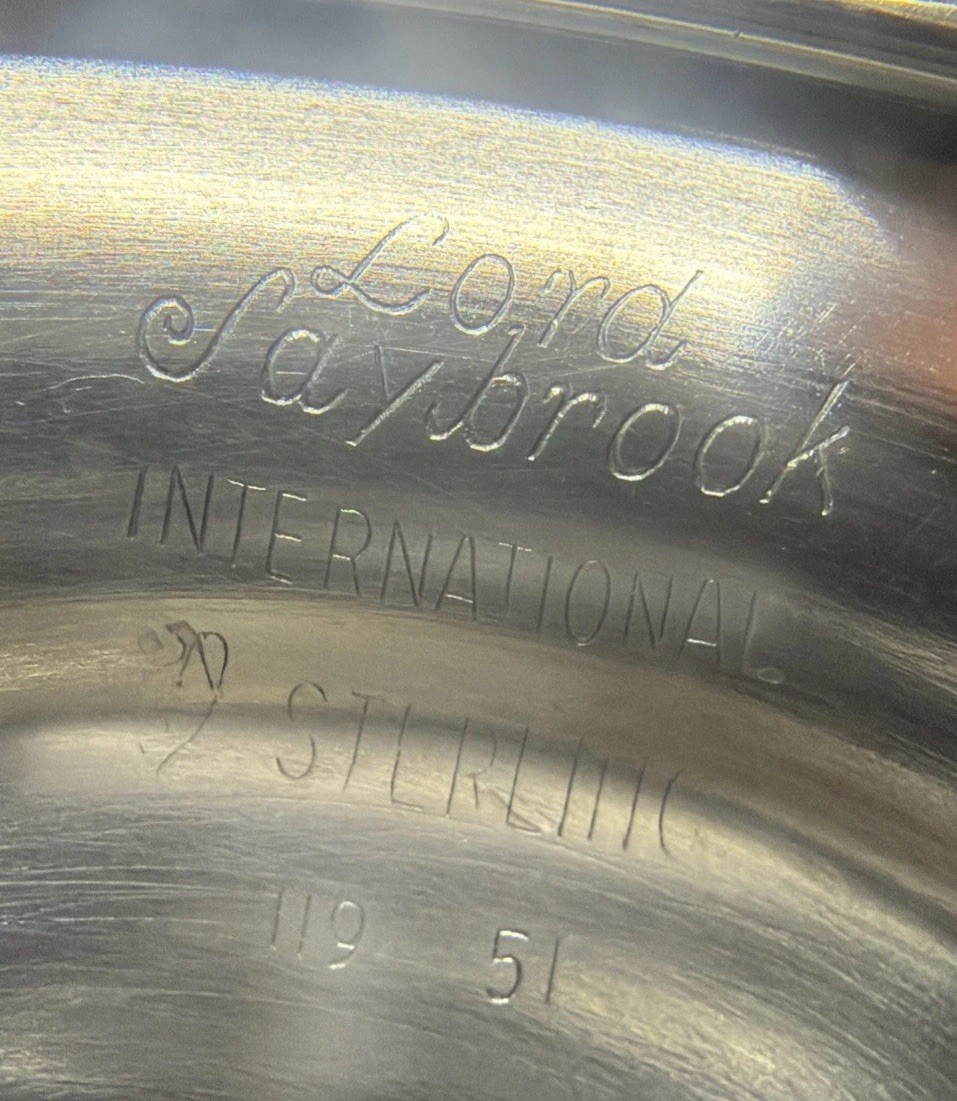 Lord
Saybrook
INTERNATIONAL
STERLING
119 51